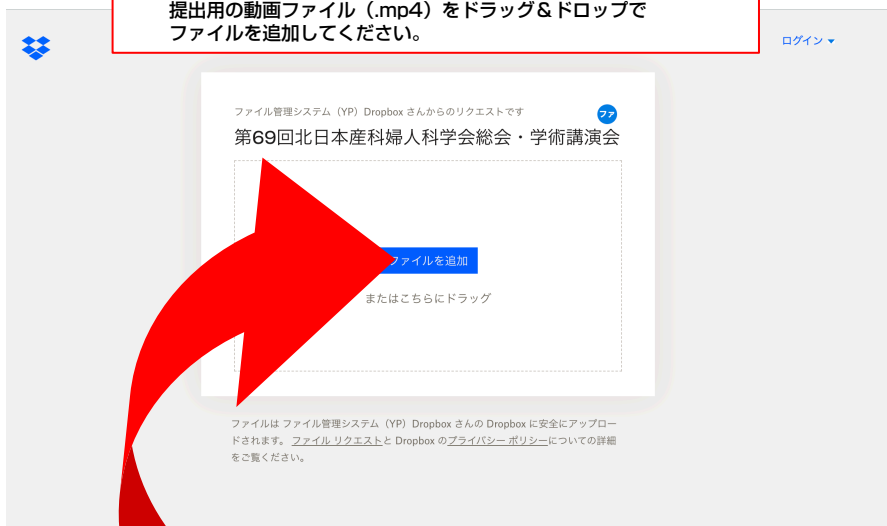 提出用の動画ファイル（.mp4）をドラッグ＆ドロップで
ファイルを追加してください。
ログイン
ファイル管理システム（YP）Dropbox さんからのリクエストです
ファ
第69回北日本産科婦人科学会総会・学術講演会
ファイルを追加
またはこちらにドラッグ
ファイルは ファイル管理システム（YP）Dropbox さんの Dropbox に安全にアップロー
ドされます。 ファイル リクエストと Dropbox のプライバシー ポリシーについての詳細
をご覧ください。